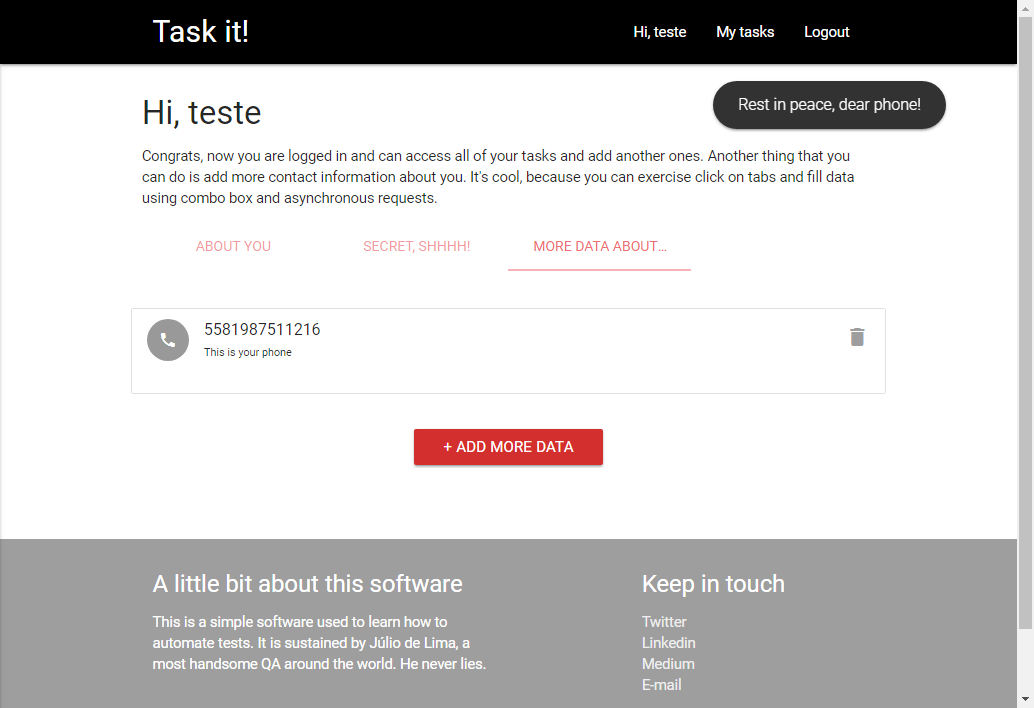 Task it!
Hi, teste
My tasks
Logout
Rest in peace, dear phone!
Hi, teste
Congrats, now you are logged in and can access all of your tasks and add another ones. Another thing that you
can do is add more contact information about you. It's cool, because you can exercise click on tabs and fill data
using combo box and asynchronous requests.
ABOUT YOU
SECRET, SHHHH!
MORE DATA ABOUT...
5581987511216
This is your phone
+ ADD MORE DATA
A little bit about this software
This is a simple software used to learn how to
automate tests. It is sustained by Júlio de Lima, a
most handsome QA around the world. He never lies.
Keep in touch
Twitter
Linkedin
Medium
E-mail